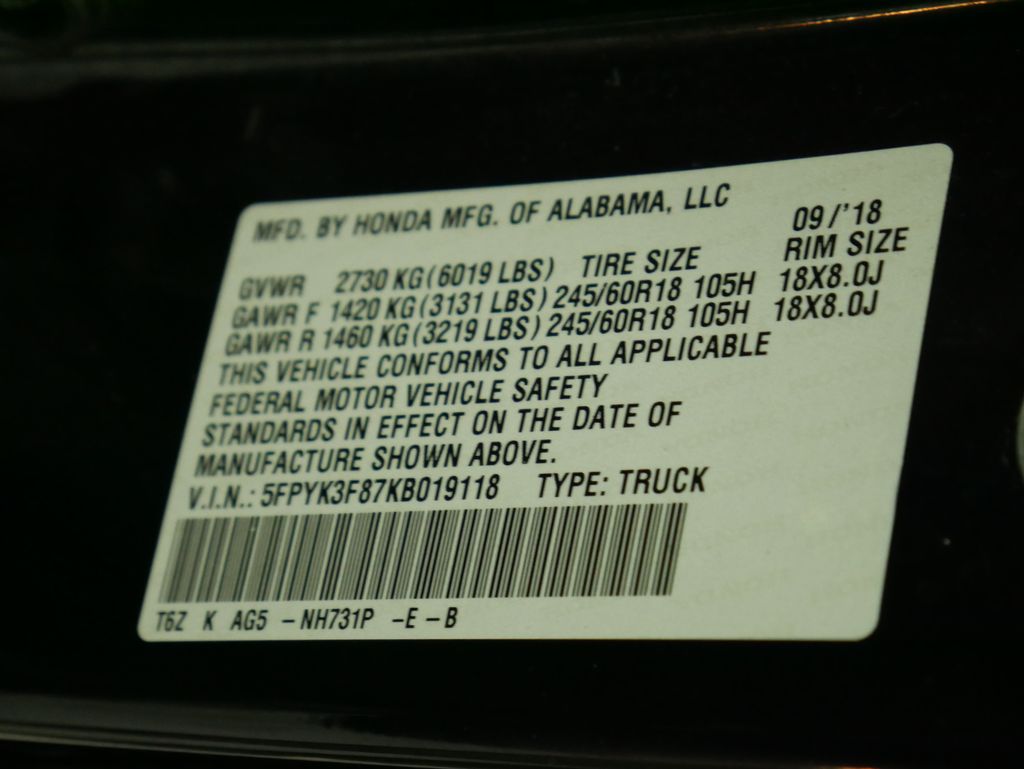 MFD. BY HONDA MFG. OF ALABAMA, LLC 09/'18
GVWR 2730 KG(6019 LBS) TIRE SIZE RIM SIZE
GAWR F 1420 KG(3131 LBS) 245/60R18 105H 18X8.0J
GAWR R 1460 KG(3219 LBS) 245/60R18 105H 18X8.0J
THIS VEHICLE CONFORMS TO ALL APPLICABLE
FEDERAL MOTOR VEHICLE SAFETY
STANDARDS IN EFFECT ON THE DATE OF
MANUFACTURE SHOWN ABOVE.
V.I.N.: 5FPYK3F87KB019118 TYPE: TRUCK
T6Z K AG5 –NH731P –E–B